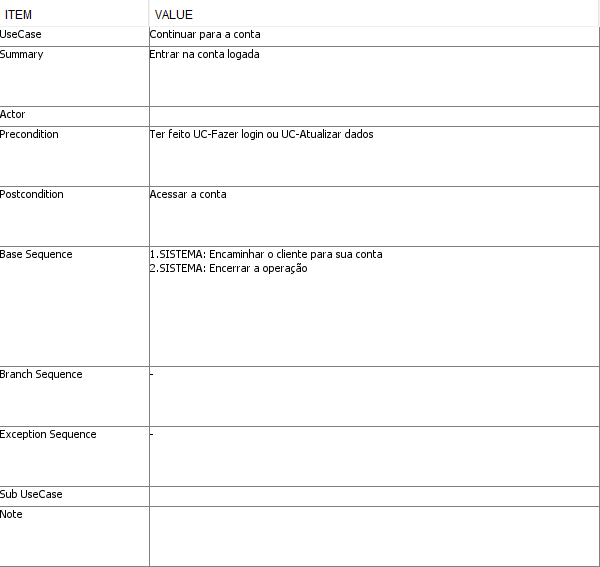 ITEM VALUE
UseCase Continuar para a conta
Summary Entrar na conta logada
Actor
Precondition Ter feito UC-Fazer login ou UC-Atualizar dados
Postcondition Acessar a conta
Base Sequence 1.SISTEMA: Encaminhar o cliente para sua conta
2.SISTEMA: Encerrar a operação
Branch Sequence -
Exception Sequence -
Sub UseCase
Note